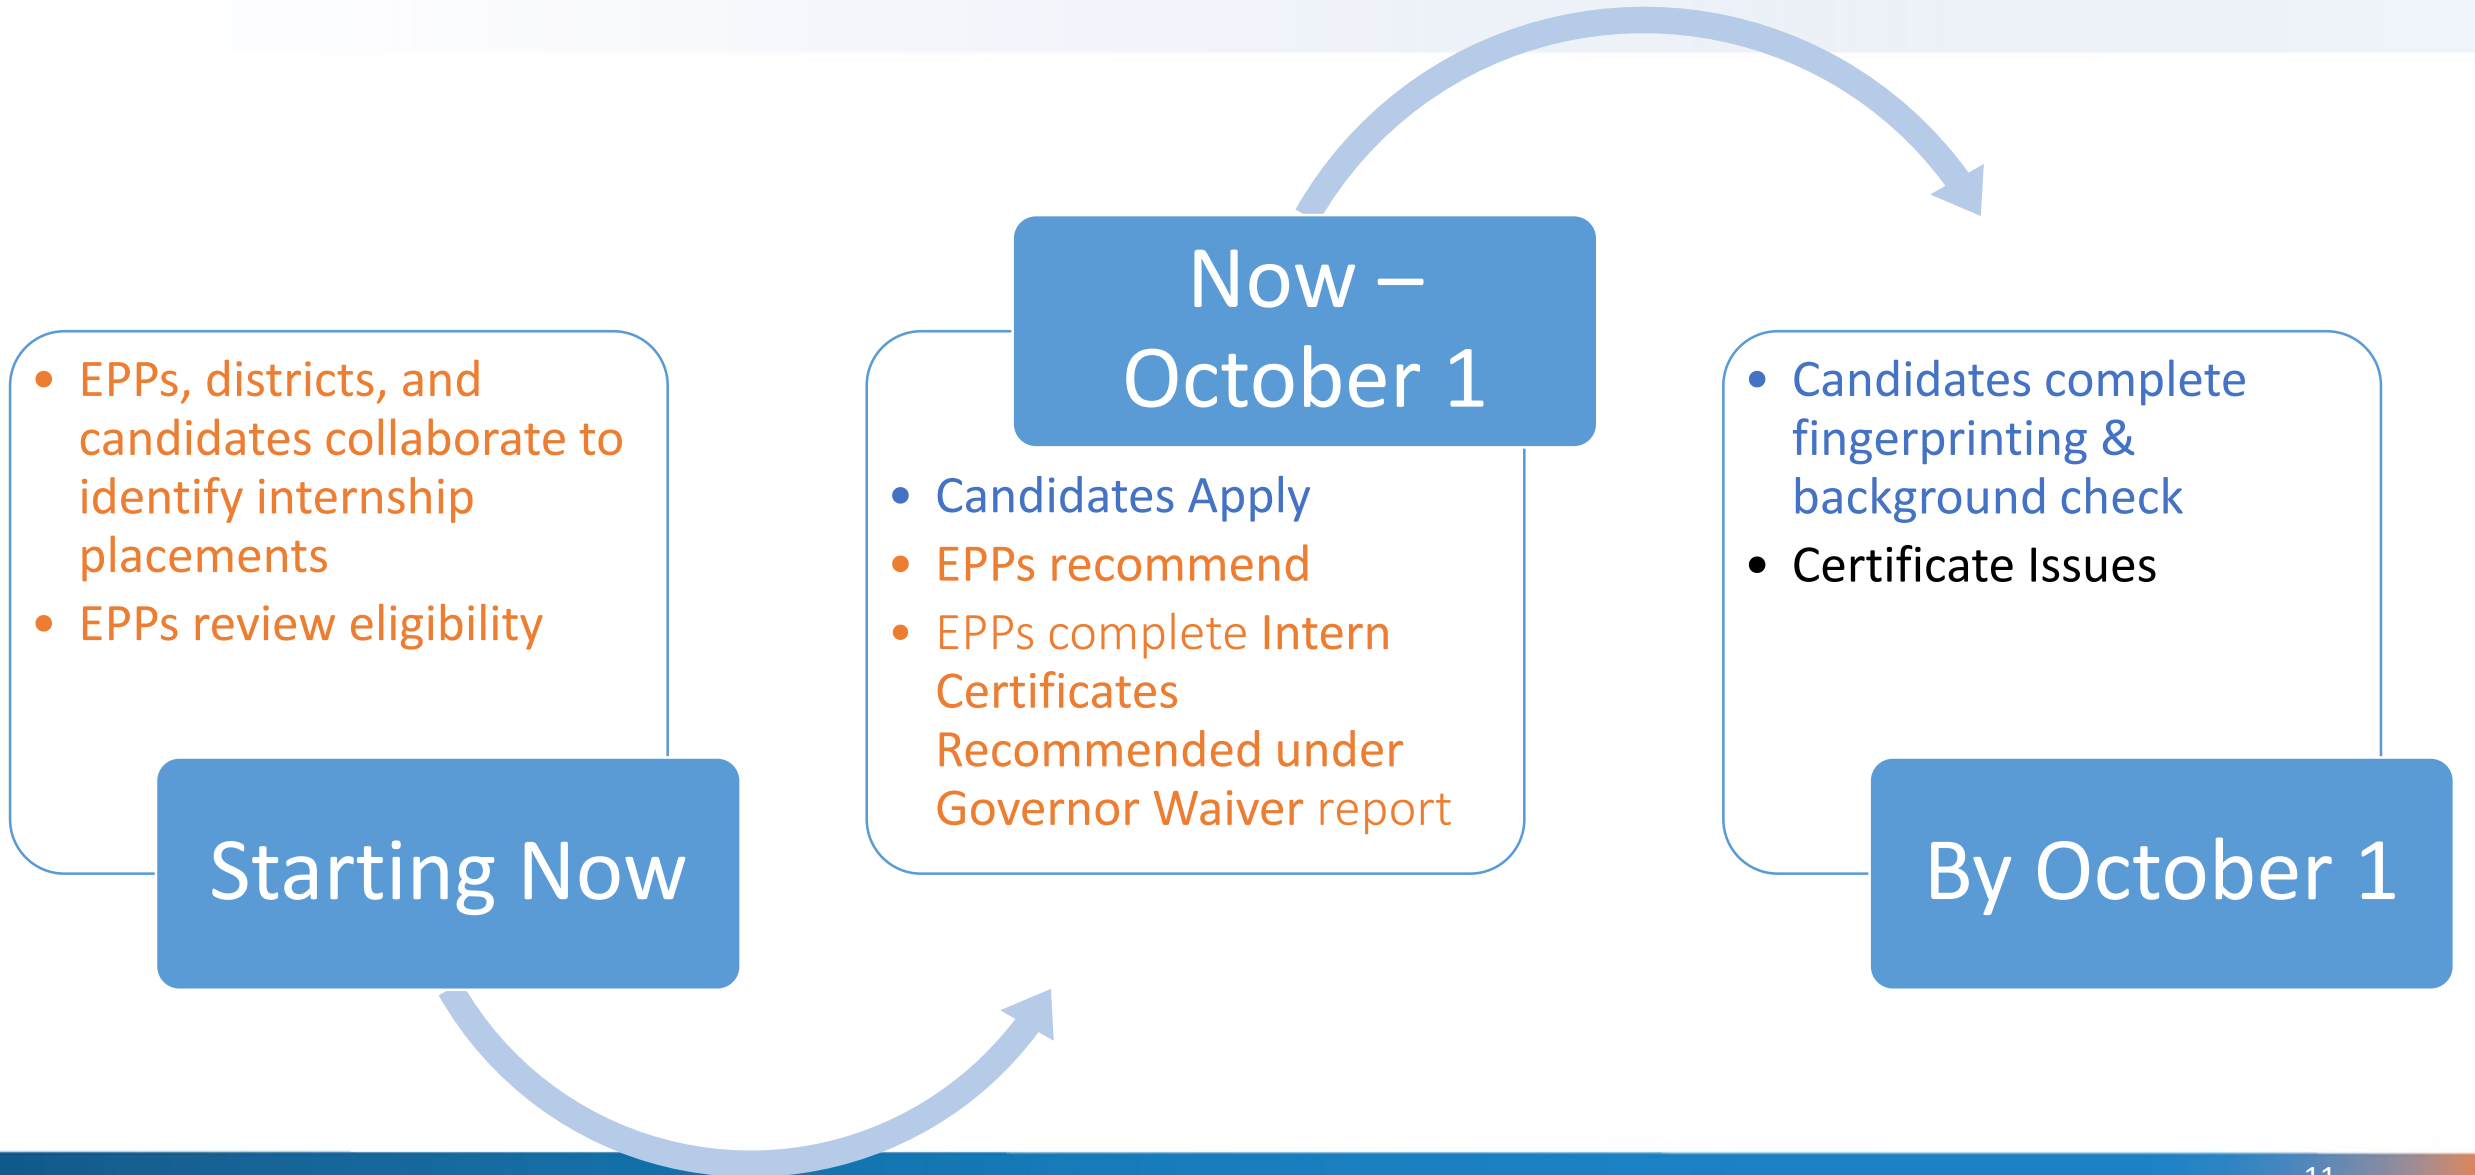 • EPPs, districts, and
candidates collaborate to
identify internship
placements
• EPPs review eligibility
Starting Now
Now –
October 1
• Candidates Apply
• EPPs recommend
• EPPs complete Intern
Certificates
Recommended under
Governor Waiver report
• Candidates complete
fingerprinting &
background check
• Certificate Issues
By October 1
11